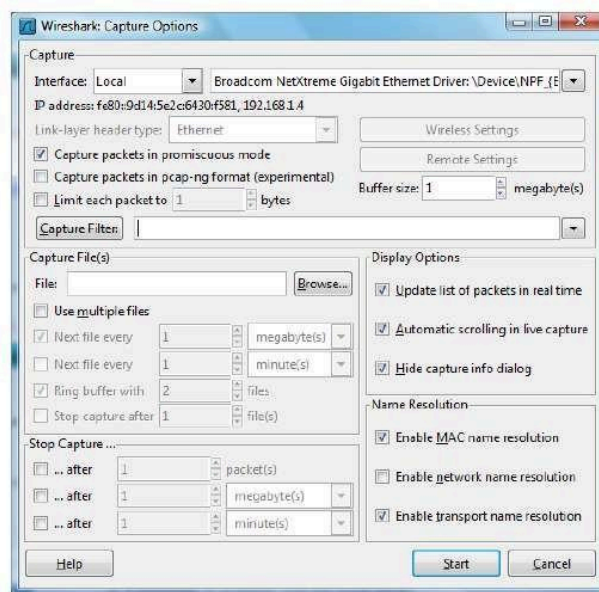 Wireshark: Capture Options
Capture
Interface: Local Broadcom NetXtreme Gigabit Ethernet Driver: \Device\NPF_{E
IP address: fe80::9d14:5e2c:6430:f581, 192.168.1.4
Link-layer header type: Ethernet
Wireless Settings
Capture packets in promiscuous mode
Remote Settings
Capture packets in pcap-ng format (experimental)
Buffer size: 1 megabyte(s)
Limit each packet to 1 bytes
Capture Filter:
Capture File(s)
File: Browse...
Use multiple files
Next file every 1 megabyte(s)
Next file every 1 minute(s)
Ring buffer with 2 files
Stop capture after 1 file(s)
Display Options
Update list of packets in real time
Automatic scrolling in live capture
Hide capture info dialog
Stop Capture ...
... after 1 packet(s)
... after 1 megabyte(s)
... after 1 minute(s)
Name Resolution
Enable MAC name resolution
Enable network name resolution
Enable transport name resolution
Help Start Cancel